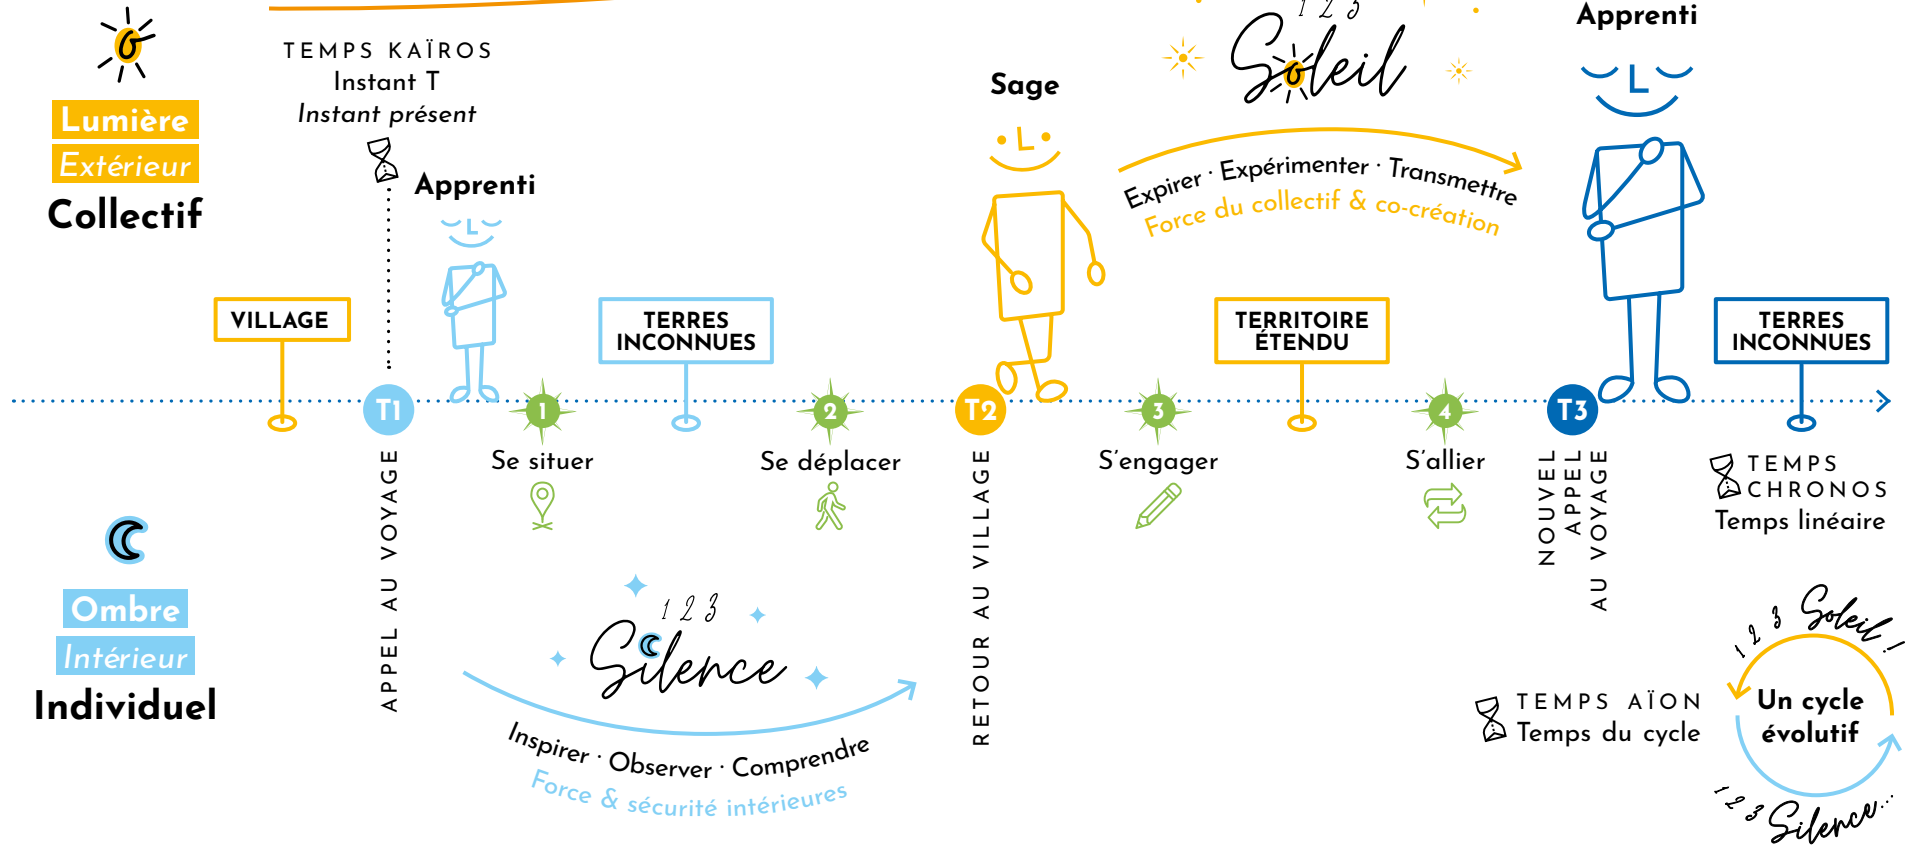 Lumière
Extérieur
Collectif
TEMPS KAÏROS
Instant T
Instant présent
Apprenti
Sage
1 2 3
Soleil
Expirer · Expérimenter · Transmettre
Force du collectif & co-création
Apprenti
VILLAGE
TERRES
INCONNUES
TERRITOIRE
ÉTENDU
TERRES
INCONNUES
T1
1
2
T2
3
4
T3
Se situer
Se déplacer
S'engager
S'allier
APPEL AU VOYAGE
RETOUR AU VILLAGE
NOUVEL
APPEL
AU VOYAGE
TEMPS
CHRONOS
Temps linéaire
Ombre
Intérieur
Individuel
1 2 3
Silence
Inspirer · Observer · Comprendre
Force & sécurité intérieures
TEMPS AÏON
Temps du cycle
1 2 3 Soleil !
Un cycle
évolutif
1 2 3 Silence...